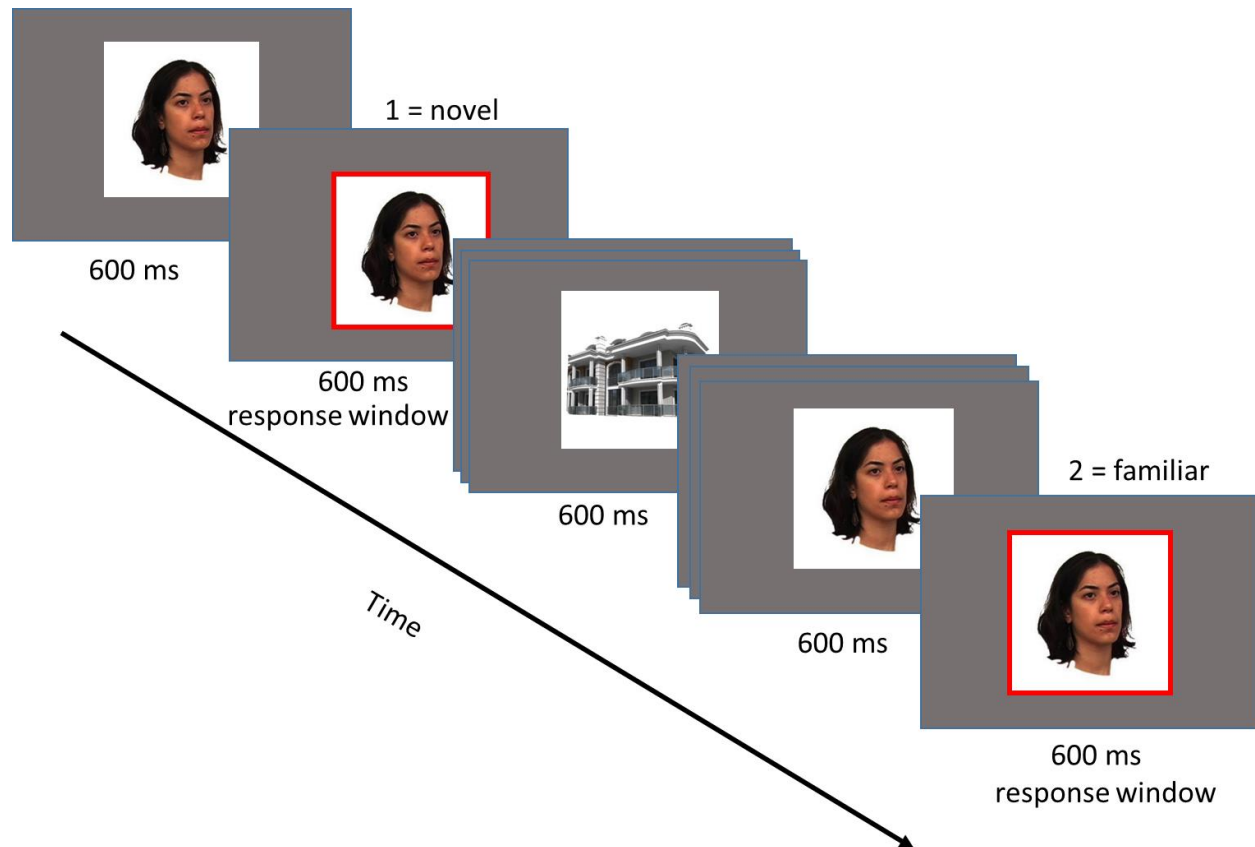 1 = novel
600 ms
600 ms
response window
600 ms
2 = familiar
Time
600 ms
600 ms
response window